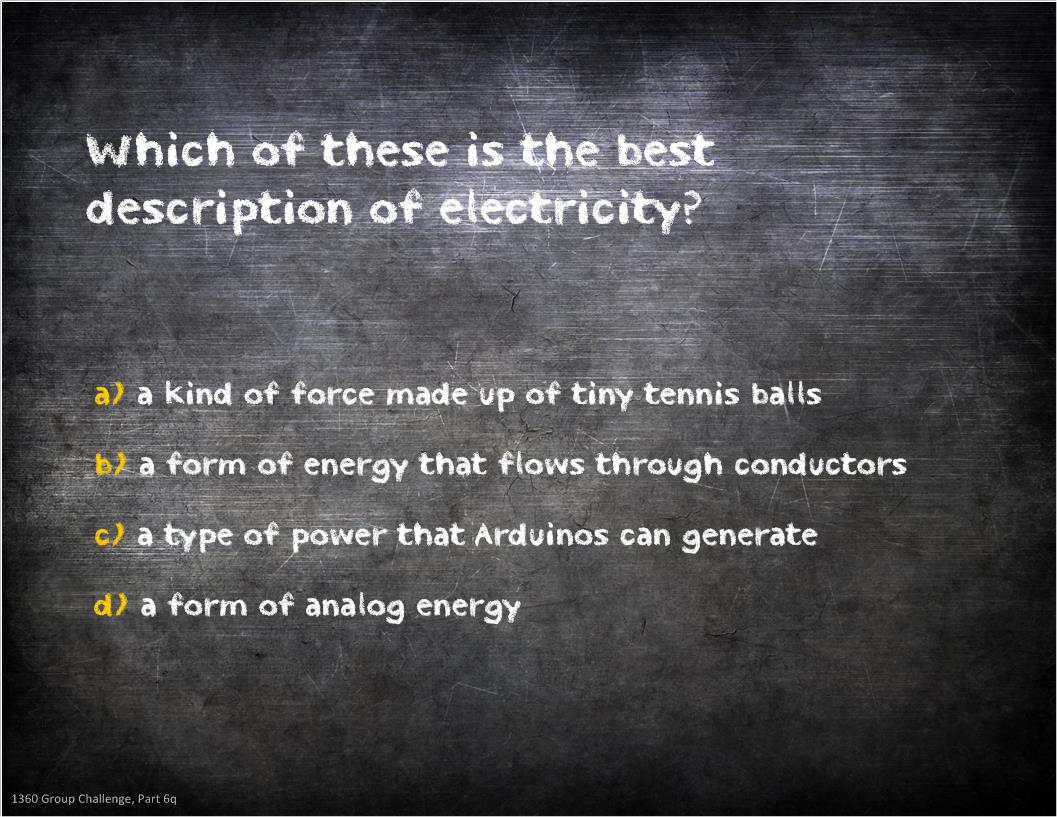 Which of these is the best
description of electricity?
a) a kind of force made up of tiny tennis balls
b) a form of energy that flows through conductors
c) a type of power that Arduinos can generate
d) a form of analog energy
1360 Group Challenge, Part 6q